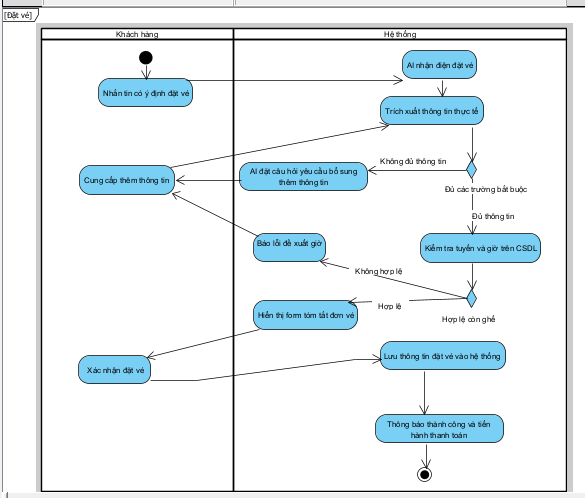 [Đặt vé]
Khách hàng
Hệ thống
AI nhận điện đặt vé
Nhắn tin có ý định đặt vé
Trích xuất thông tin thực tế
Không đủ thông tin
AI đặt câu hỏi yêu cầu bổ sung
thêm thông tin
Cung cấp thêm thông tin
Đủ các trường bắt buộc
Đủ thông tin
Báo lỗi đề xuất giờ
Kiểm tra tuyến và giờ trên CSDL
Không hợp lệ
Hợp lệ
Hiển thị form tóm tắt đơn vé
Hợp lệ còn ghế
Lưu thông tin đặt vé vào hệ thống
Xác nhận đặt vé
Thông báo thành công và tiến
hành thanh toán